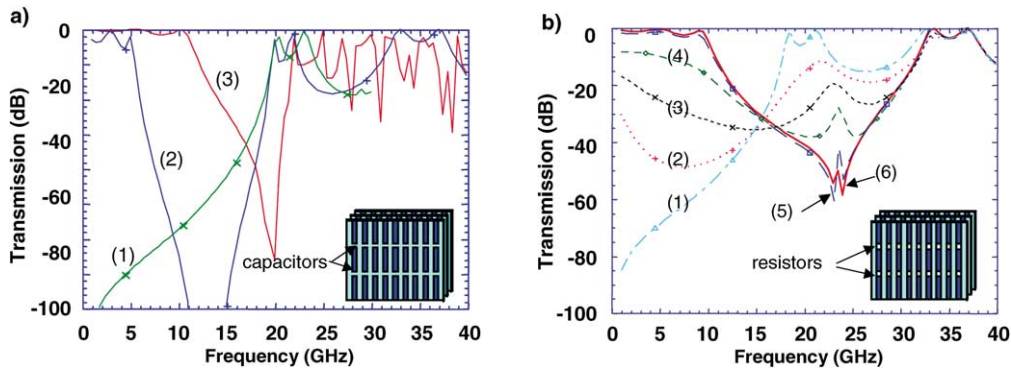 a)
Transmission (dB)
0
-20
-40
-60
-80
-100
(1)
(2)
(3)
capacitors
0 5 10 15 20 25 30 35 40
Frequency (GHz)
b)
Transmission (dB)
0
-20
-40
-60
-80
-100
(4)
(3)
(2)
(1)
(5)
(6)
resistors
0 5 10 15 20 25 30 35 40
Frequency (GHz)